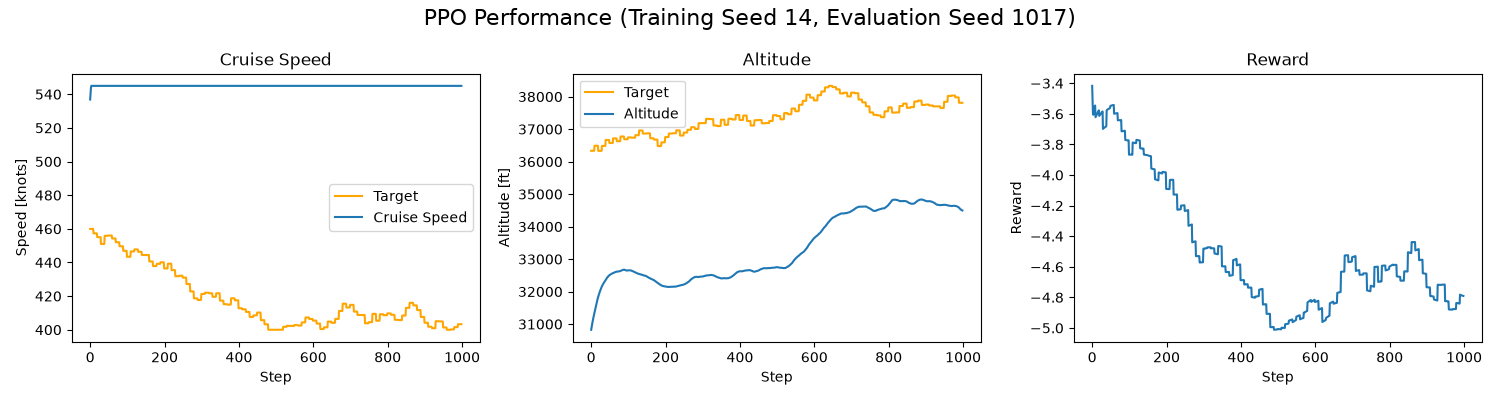 PPO Performance (Training Seed 14, Evaluation Seed 1017)
Cruise Speed
Speed [knots]
540
520
500
480
460
440
420
400
Target
Cruise Speed
0 200 400 600 800 1000
Step
Altitude
Altitude [ft]
38000
37000
36000
35000
34000
33000
32000
31000
Target
Altitude
0 200 400 600 800 1000
Step
Reward
Reward
−3.4
−3.6
−3.8
−4.0
−4.2
−4.4
−4.6
−4.8
−5.0
0 200 400 600 800 1000
Step